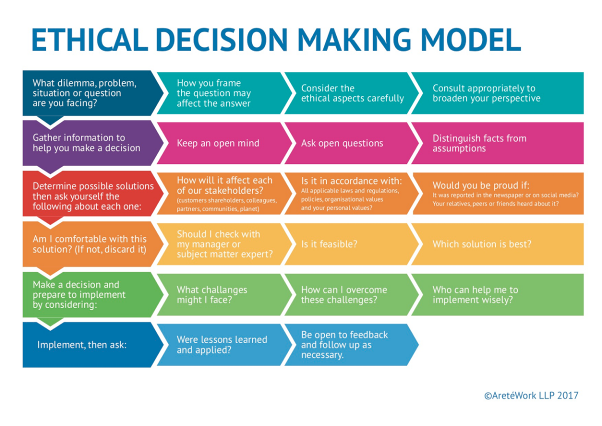 ETHICAL DECISION MAKING MODEL
What dilemma, problem,
situation or question
are you facing?
How you frame
the question may
affect the answer
Consider the
ethical aspects carefully
Consult appropriately to
broaden your perspective
Gather information to
help you make a decision
Keep an open mind
Ask open questions
Distinguish facts from
assumptions
Determine possible solutions
then ask yourself the
following about each one:
How will it affect each
of our stakeholders?
(customers shareholders, colleagues,
partners, communities, planet)
Is it in accordance with:
All applicable laws and regulations,
policies, organisational values
and your personal values?
Would you be proud if:
It was reported in the newspaper or on social media?
Your relatives, peers or friends heard about it?
Am I comfortable with this
solution? (If not, discard it)
Should I check with
my manager or
subject matter expert?
Is it feasible?
Which solution is best?
Make a decision and
prepare to implement
by considering:
What challenges
might I face?
How can I overcome
these challenges?
Who can help me to
implement wisely?
Implement, then ask:
Were lessons learned
and applied?
Be open to feedback
and follow up as
necessary.
©AretéWork LLP 2017